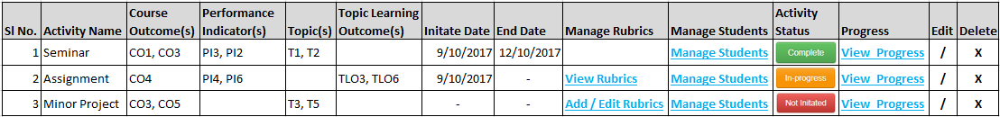 Sl No. Activity Name Course Outcome(s) Performance Indicator(s) Topic(s) Topic Learning Outcome(s) Initate Date End Date Manage Rubrics Manage Students Activity Status Progress Edit Delete
1 Seminar CO1, CO3 PI3, PI2 T1, T2 9/10/2017 12/10/2017 Manage Students Complete View Progress / X
2 Assignment CO4 PI4, PI6 TLO3, TLO6 9/10/2017 - View Rubrics Manage Students In-progress View Progress / X
3 Minor Project CO3, CO5 T3, T5 - - Add / Edit Rubrics Manage Students Not Initated View Progress / X